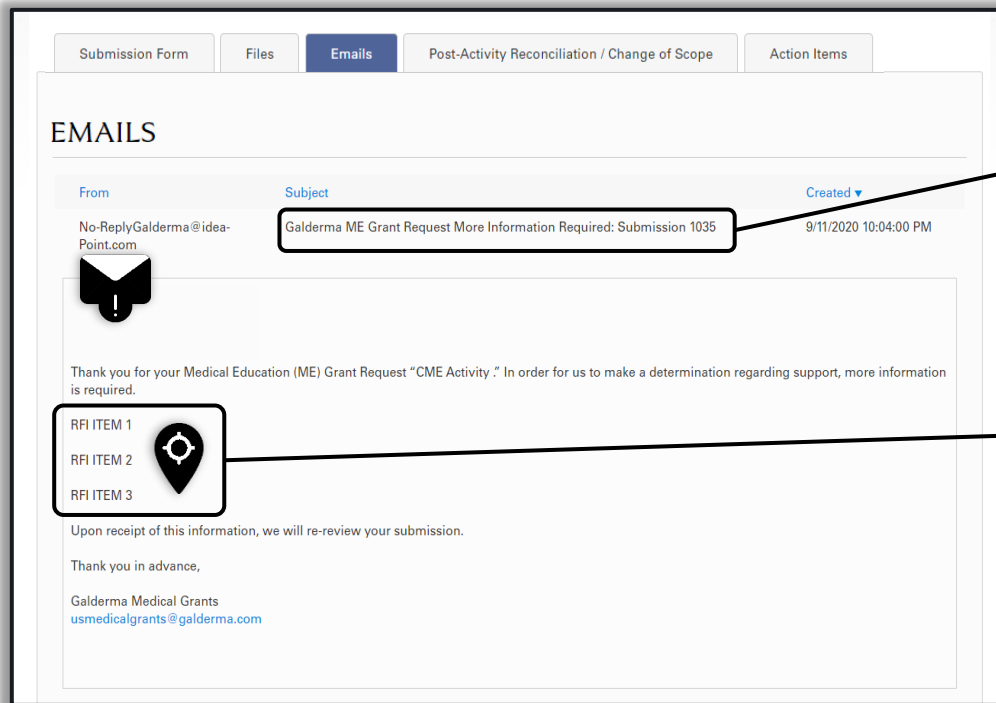 Submission Form Files Emails Post-Activity Reconciliation / Change of Scope Action Items
EMAILS
From Subject Created ▼
No-ReplyGalderma@idea- Galderma ME Grant Request More Information Required: Submission 1035 9/11/2020 10:04:00 PM
Point.com
!
Thank you for your Medical Education (ME) Grant Request “CME Activity .” In order for us to make a determination regarding support, more information
is required.
RFI ITEM 1
RFI ITEM 2
RFI ITEM 3
Upon receipt of this information, we will re-review your submission.
Thank you in advance,
Galderma Medical Grants
usmedicalgrants@galderma.com